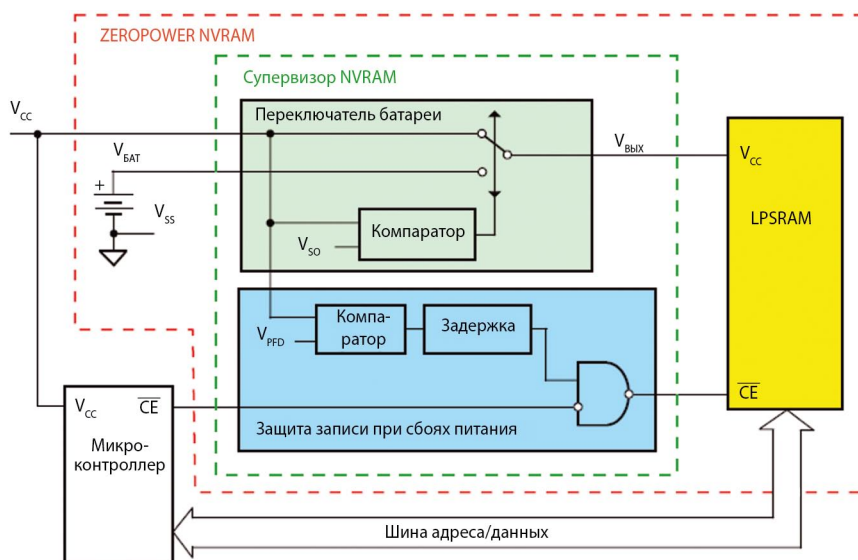 ZEROPOWER NVRAM
Супервизор NVRAM
Переключатель батареи
VCC
VБАТ
VВЫХ
VCC
+
VSS
LPSRAM
Компаратор
VSO
Компа-
ратор
Задержка
VPFD
VCC
CE
CE
Микро-
контроллер
Защита записи при сбоях питания
Шина адреса/данных